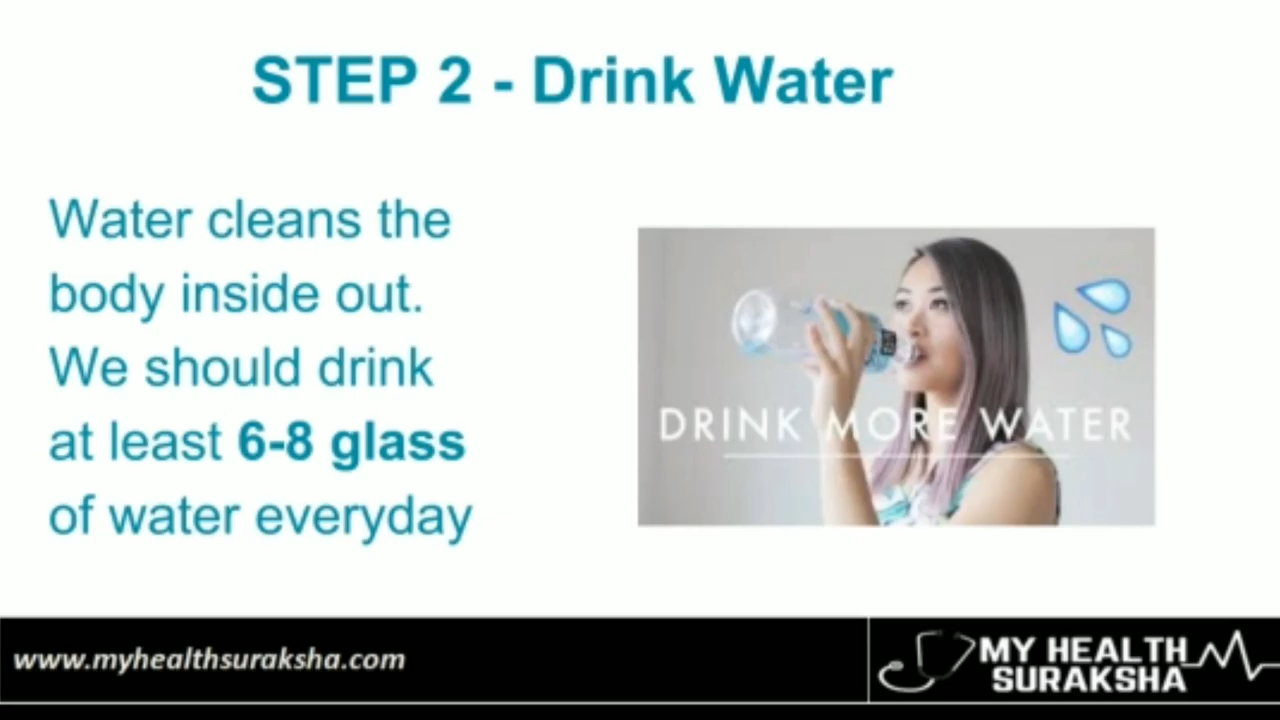 STEP 2 - Drink Water
Water cleans the
body inside out.
We should drink
at least 6-8 glass
of water everyday
DRINK MORE WATER
www.myhealthsuraksha.com
MY HEALTH
SURAKSHA